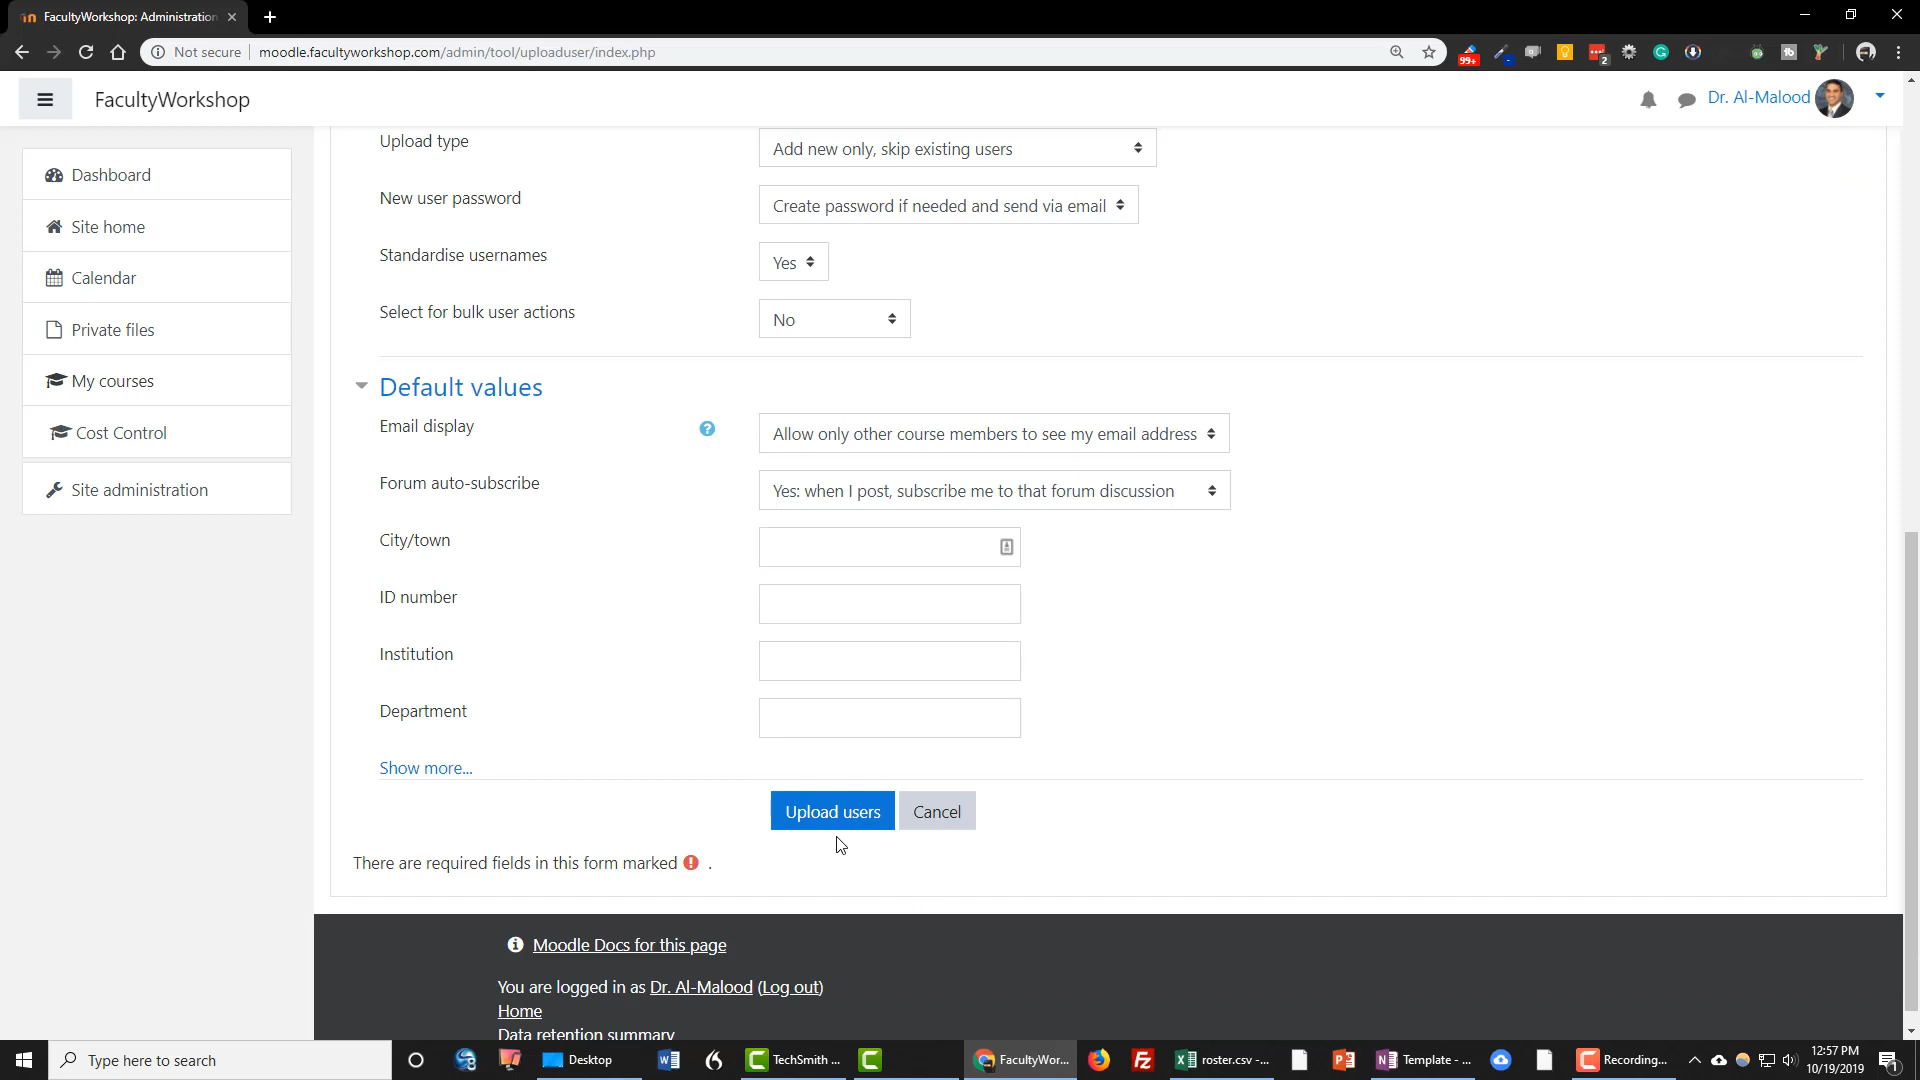 FacultyWorkshop: Administration
Not secure
moodle.facultyworkshop.com/admin/tool/uploaduser/index.php
99+
2
FacultyWorkshop
Dr. Al-Malood
Dashboard
Site home
Calendar
Private files
My courses
Cost Control
Site administration
Upload type
Add new only, skip existing users
New user password
Create password if needed and send via email
Standardise usernames
Yes
Select for bulk user actions
No
Default values
Email display
Allow only other course members to see my email address
Forum auto-subscribe
Yes: when I post, subscribe me to that forum discussion
City/town
ID number
Institution
Department
Show more...
Upload users
Cancel
There are required fields in this form marked .
Moodle Docs for this page
You are logged in as Dr. Al-Malood (Log out)
Home
Data retention summary
Type here to search
Desktop
TechSmith ...
FacultyWor...
roster.csv -...
Template - ...
Recording...
12:57 PM
10/19/2019
1